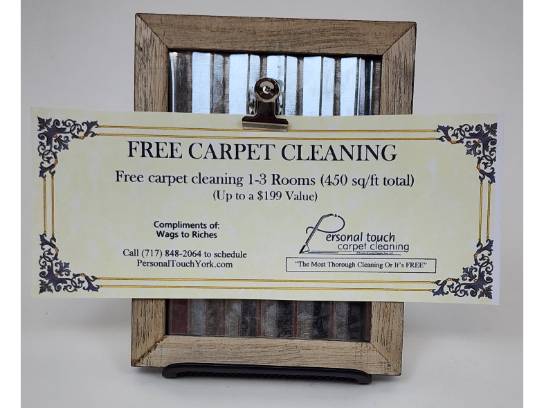 FREE CARPET CLEANING
Free carpet cleaning 1-3 Rooms (450 sq/ft total)
(Up to a $199 Value)
Compliments of:
Wags to Riches
Call (717) 848-2064 to schedule
PersonalTouchYork.com
Personal touch
carpet cleaning
"The Most Thorough Cleaning Or It's FREE"